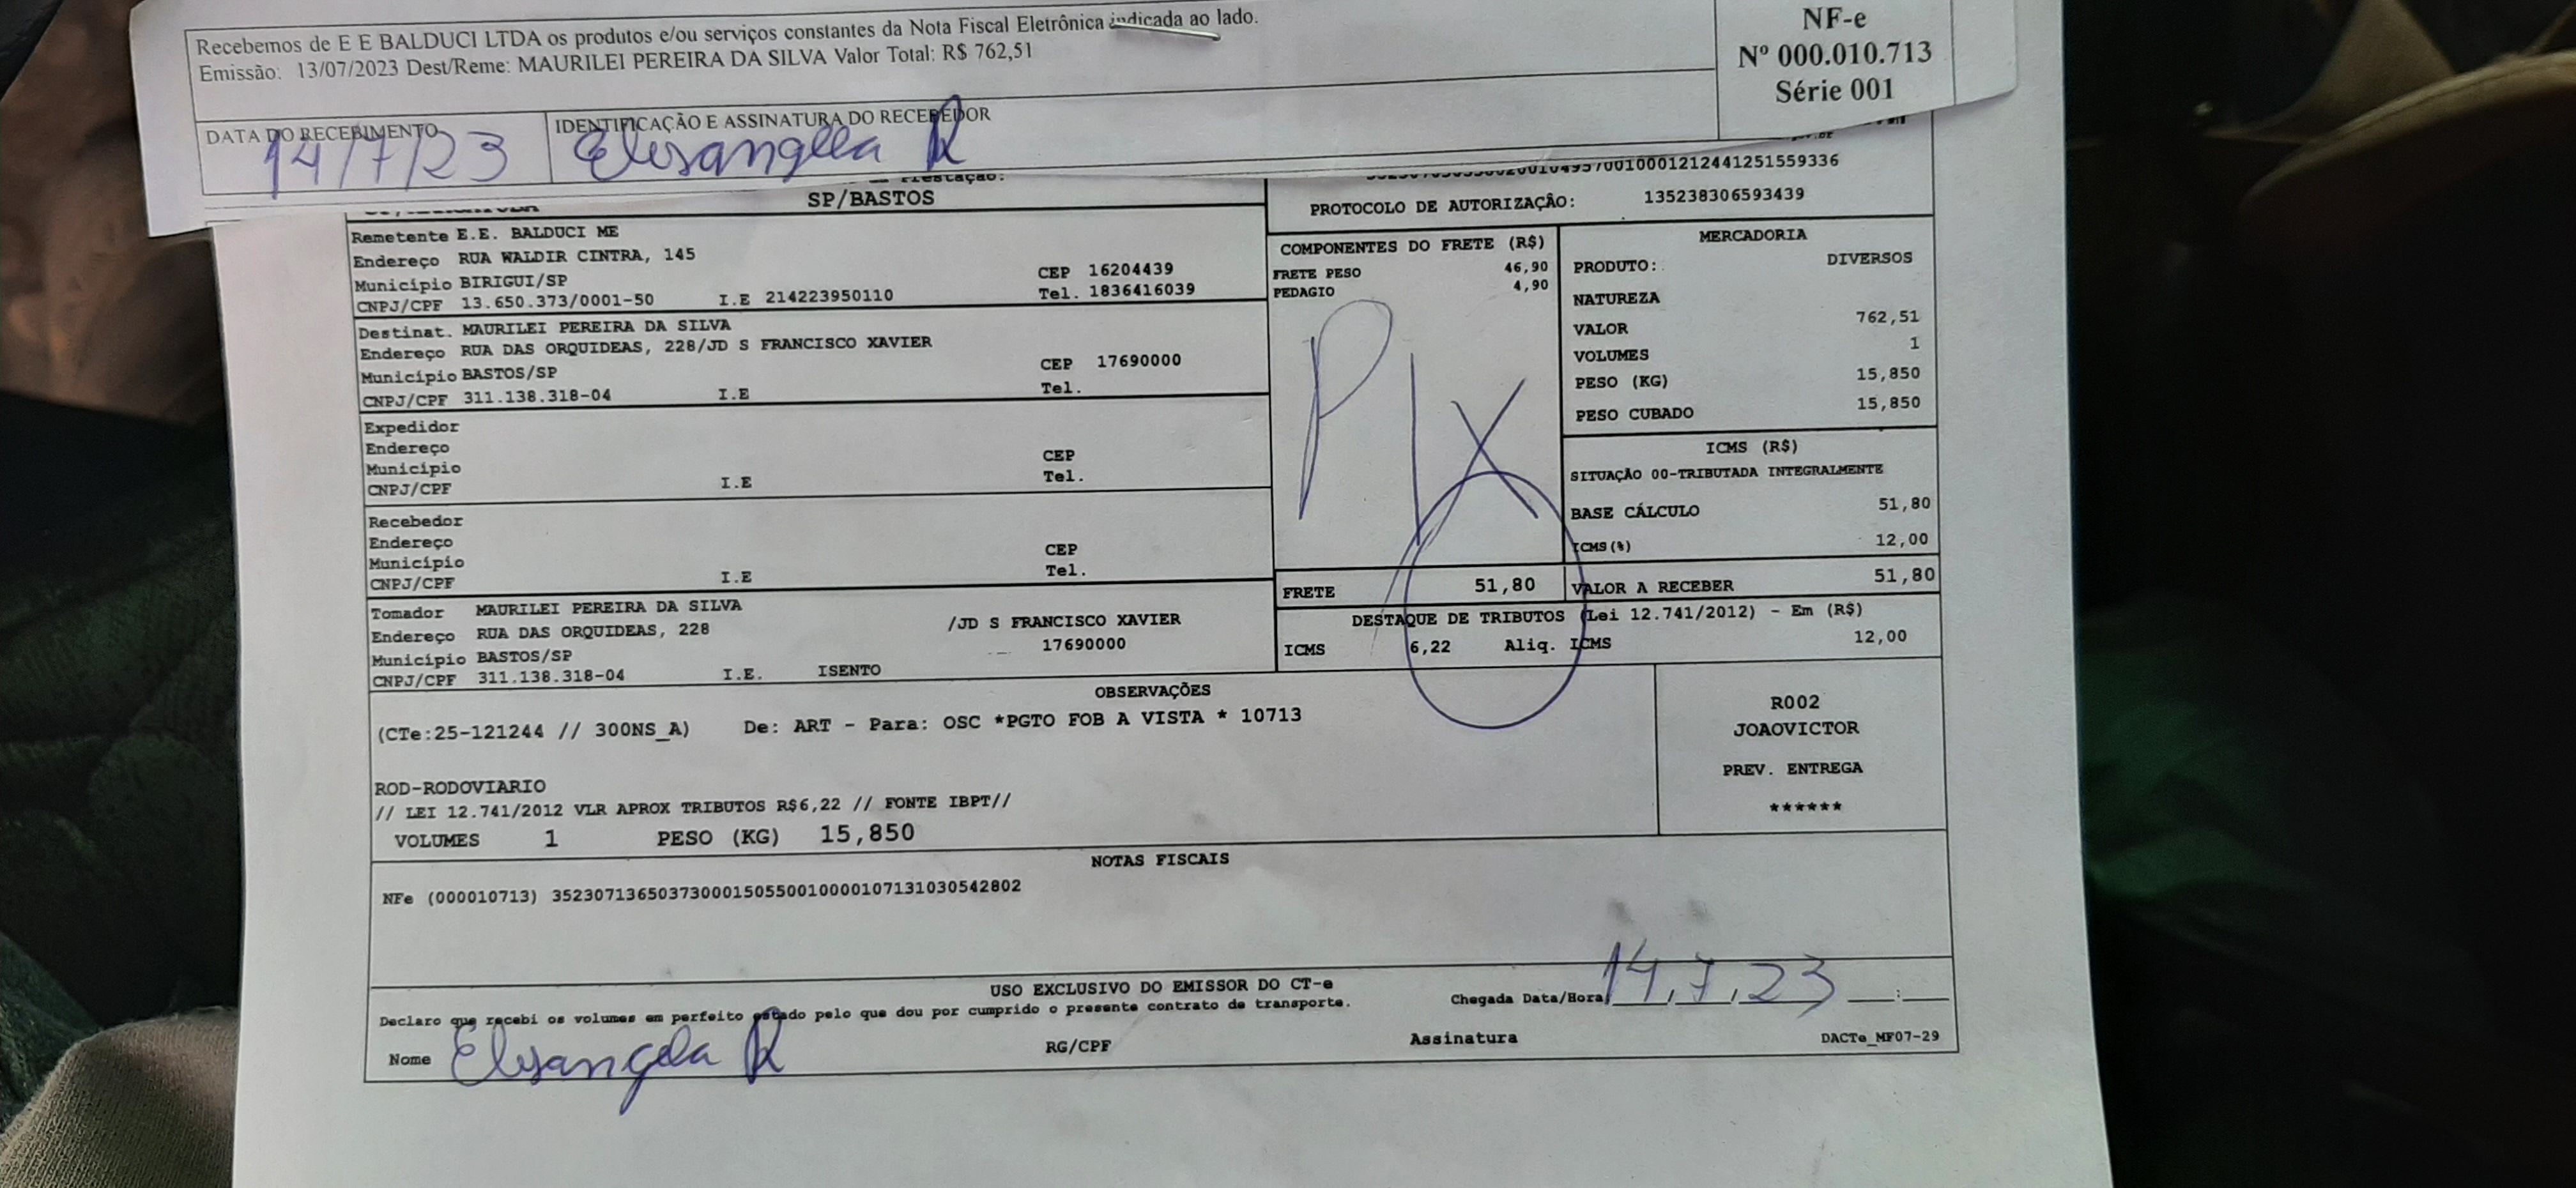 Recebemos de E E BALDUCI LTDA os produtos e/ou serviços constantes da Nota Fiscal Eletrônica indicada ao lado.
Emissão: 13/07/2023 Dest/Reme: MAURILEI PEREIRA DA SILVA Valor Total: R$ 762,51
NF-e
Nº 000.010.713
Série 001
DATA DO RECEBIMENTO
14/7/23
IDENTIFICAÇÃO E ASSINATURA DO RECEBEDOR
Elisangela R
SP/BASTOS
PROTOCOLO DE AUTORIZAÇÃO: 135238306593439
Remetente E.E. BALDUCI ME
Endereço RUA WALDIR CINTRA, 145
Município BIRIGUI/SP CEP 16204439
CNPJ/CPF 13.650.373/0001-50 I.E 214223950110 Tel. 1836416039
Destinat. MAURILEI PEREIRA DA SILVA
Endereço RUA DAS ORQUIDEAS, 228/JD S FRANCISCO XAVIER
Município BASTOS/SP CEP 17690000
CNPJ/CPF 311.138.318-04 I.E Tel.
Expedidor
Endereço
Município CEP
CNPJ/CPF I.E Tel.
Recebedor
Endereço
Município CEP
CNPJ/CPF I.E Tel.
Tomador MAURILEI PEREIRA DA SILVA
Endereço RUA DAS ORQUIDEAS, 228 /JD S FRANCISCO XAVIER
Município BASTOS/SP 17690000
CNPJ/CPF 311.138.318-04 I.E. ISENTO
COMPONENTES DO FRETE (R$)
FRETE PESO 46,90
PEDAGIO 4,90
PIX
FRETE 51,80
MERCADORIA
PRODUTO: DIVERSOS
NATUREZA
VALOR 762,51
VOLUMES 1
PESO (KG) 15,850
PESO CUBADO 15,850
ICMS (R$)
SITUAÇÃO 00-TRIBUTADA INTEGRALMENTE
BASE CÁLCULO 51,80
ICMS(%) 12,00
VALOR A RECEBER 51,80
DESTAQUE DE TRIBUTOS (Lei 12.741/2012) - Em (R$)
ICMS 6,22 Aliq. ICMS 12,00
OBSERVAÇÕES
(CTe:25-121244 // 300NS_A) De: ART - Para: OSC *PGTO FOB A VISTA * 10713
ROD-RODOVIARIO
// LEI 12.741/2012 VLR APROX TRIBUTOS R$6,22 // FONTE IBPT//
VOLUMES 1 PESO (KG) 15,850
R002
JOAOVICTOR
PREV. ENTREGA
******
NOTAS FISCAIS
NFe (000010713) 35230713650373000150550010000107131030542802
USO EXCLUSIVO DO EMISSOR DO CT-e
Declaro que recebi os volumes em perfeito estado pelo que dou por cumprido o presente contrato de transporte.
Chegada Data/Hora 14,7,23 __:__
Nome Elisangela R RG/CPF Assinatura
DACTe_MF07-29